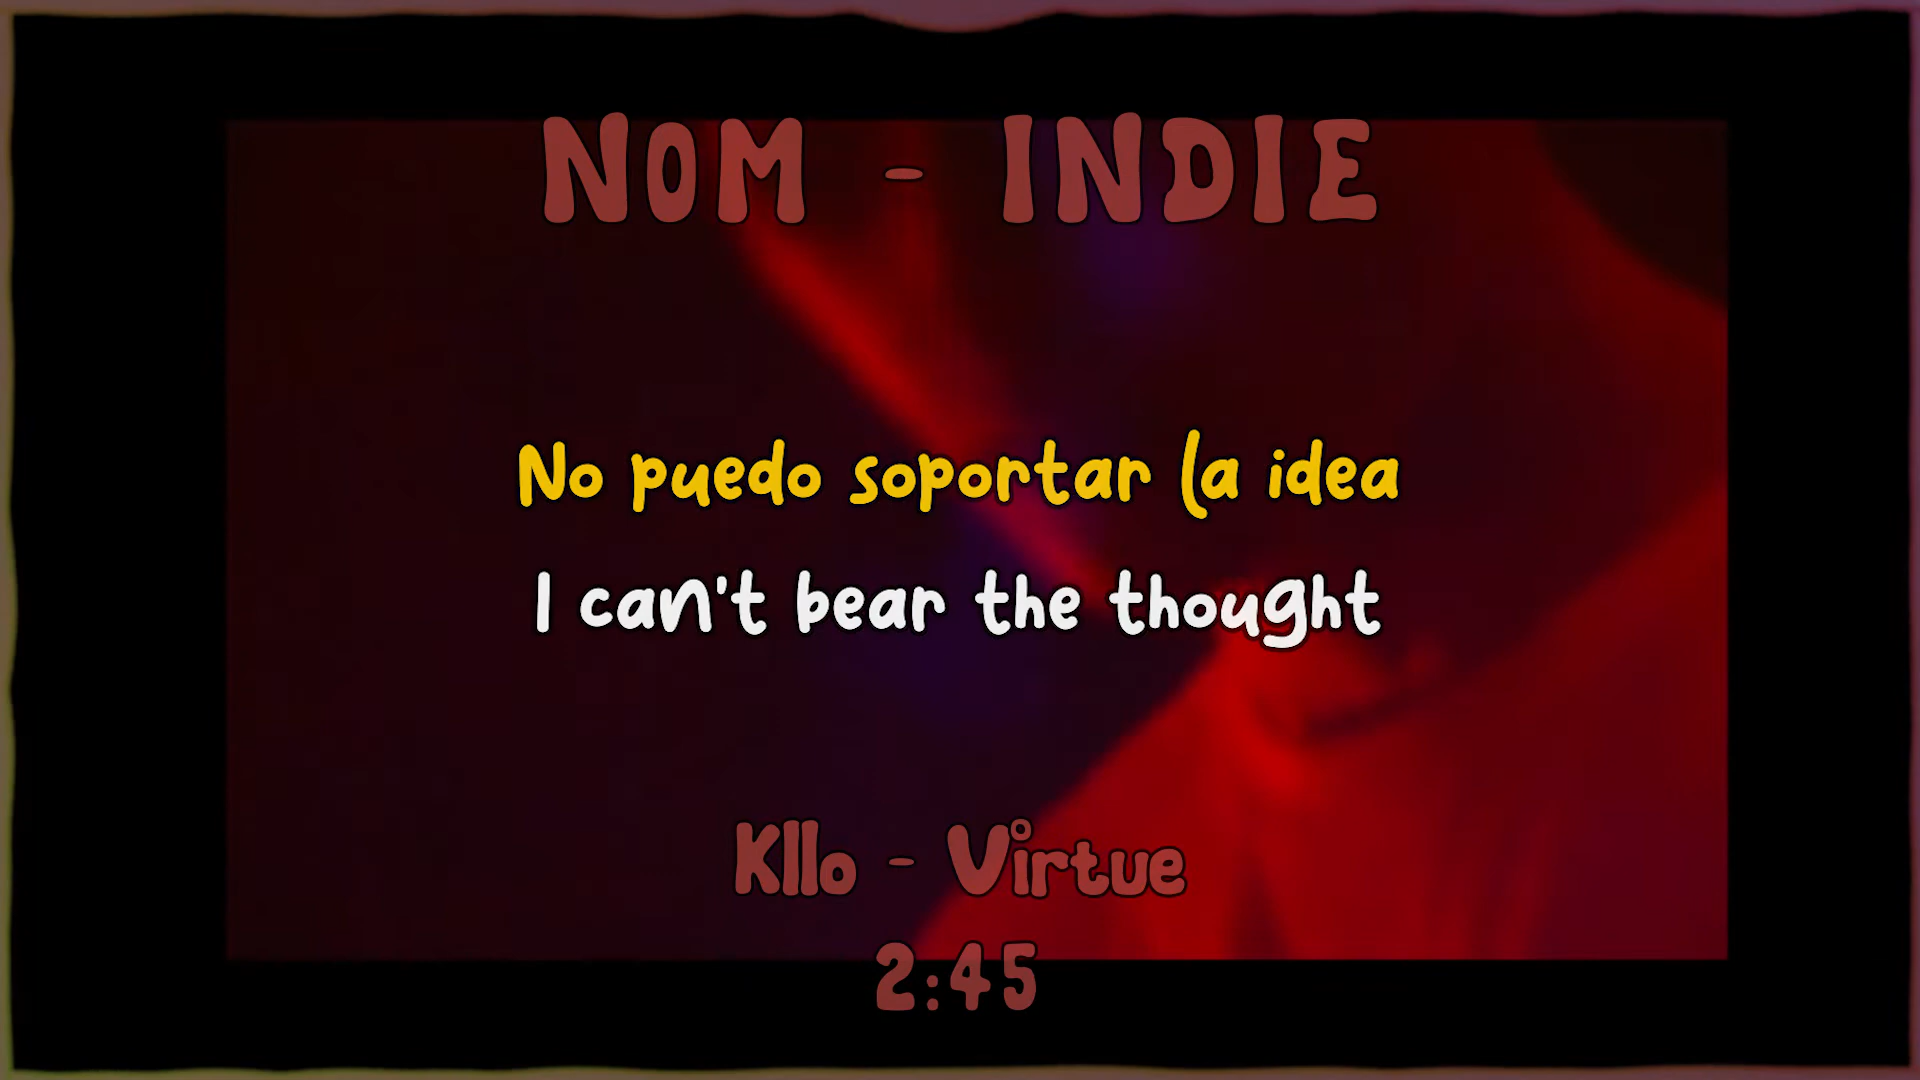 NOM - INDIE
No puedo soportar la idea
I can't bear the thought
Kllo - Virtue
2:45